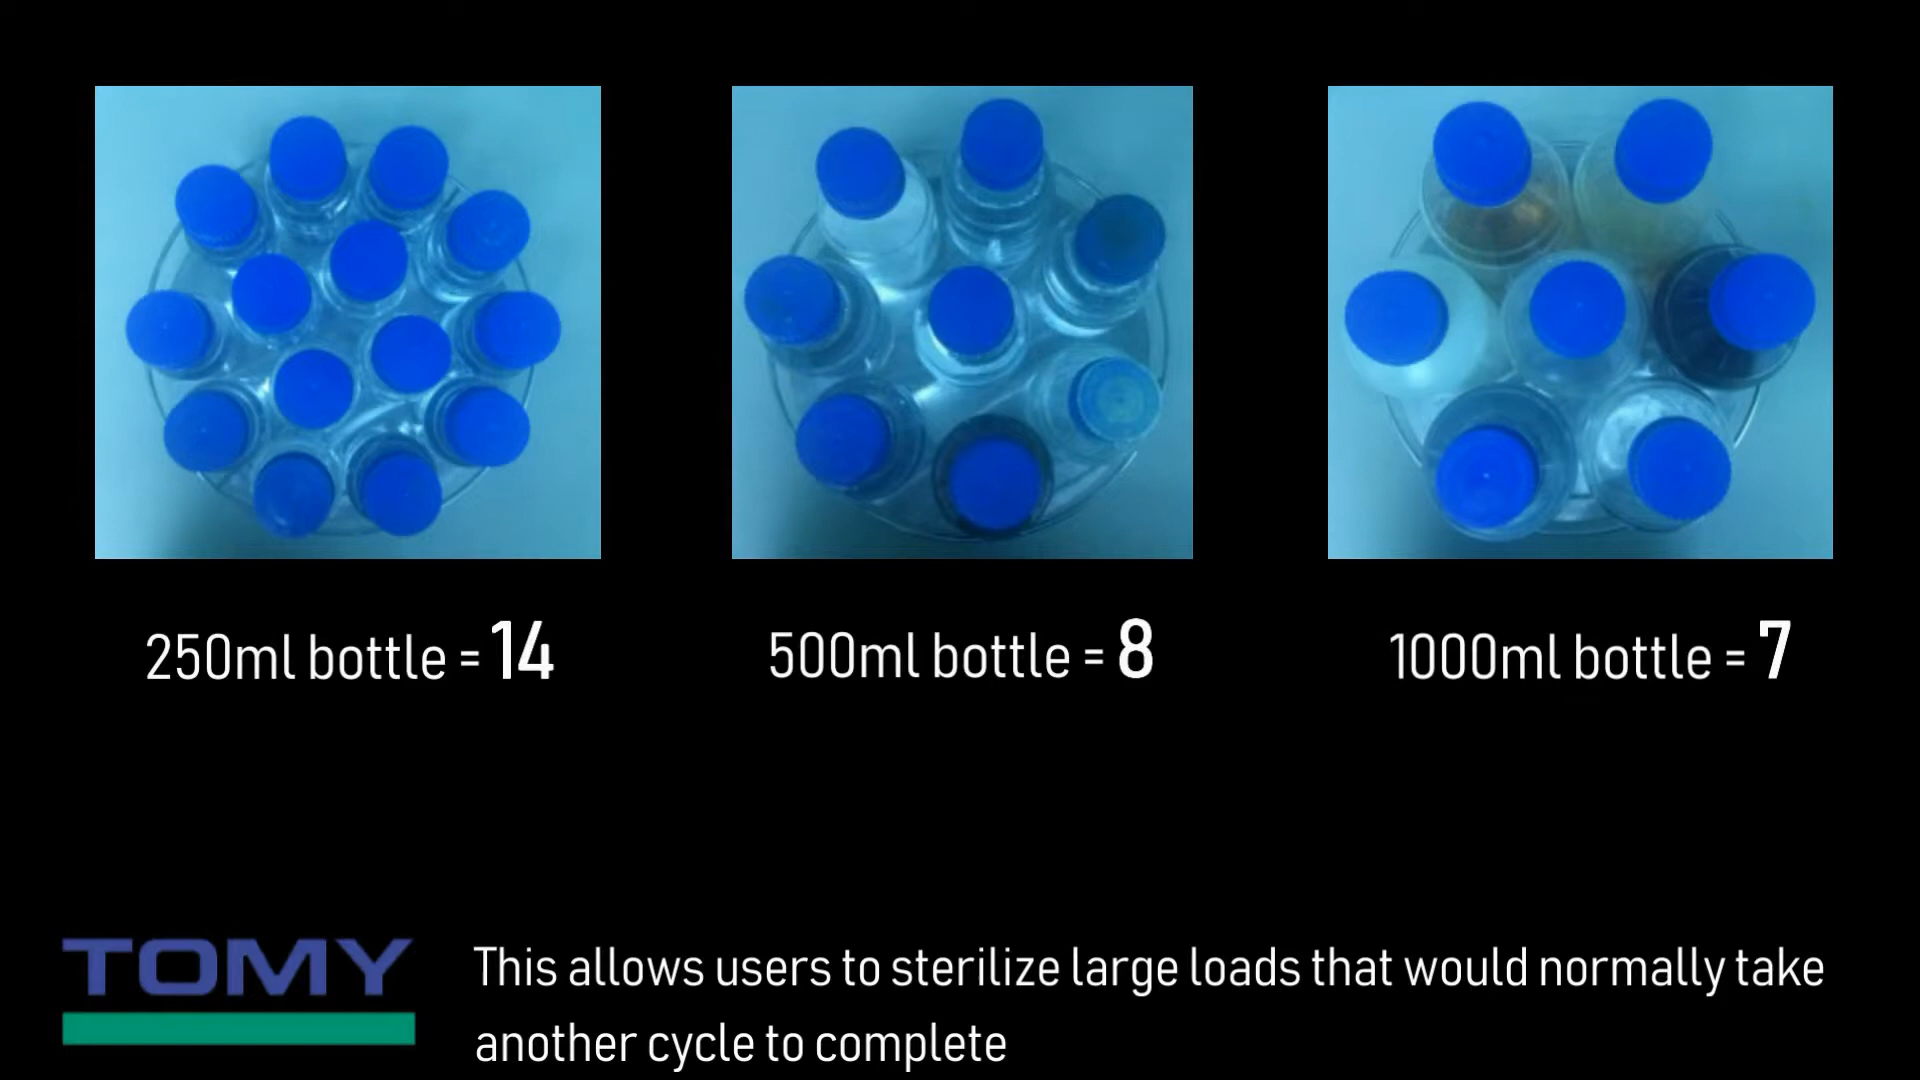 250ml bottle = 14
500ml bottle = 8
1000ml bottle = 7
TOMY
This allows users to sterilize large loads that would normally take
another cycle to complete